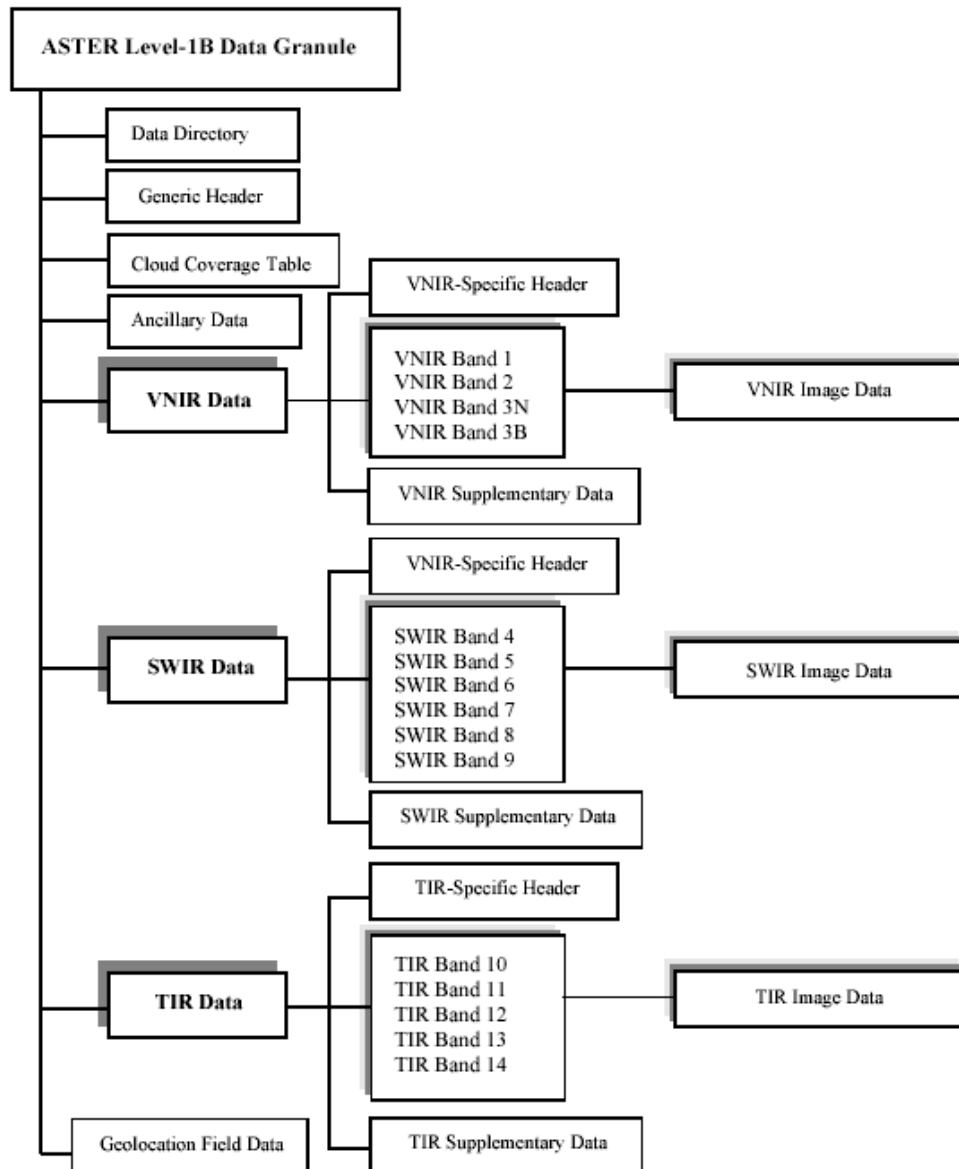 ASTER Level-1B Data Granule
Data Directory
Generic Header
Cloud Coverage Table
Ancillary Data
VNIR Data
VNIR-Specific Header
VNIR Band 1
VNIR Band 2
VNIR Band 3N
VNIR Band 3B
VNIR Image Data
VNIR Supplementary Data
SWIR Data
VNIR-Specific Header
SWIR Band 4
SWIR Band 5
SWIR Band 6
SWIR Band 7
SWIR Band 8
SWIR Band 9
SWIR Image Data
SWIR Supplementary Data
TIR Data
TIR-Specific Header
TIR Band 10
TIR Band 11
TIR Band 12
TIR Band 13
TIR Band 14
TIR Image Data
TIR Supplementary Data
Geolocation Field Data